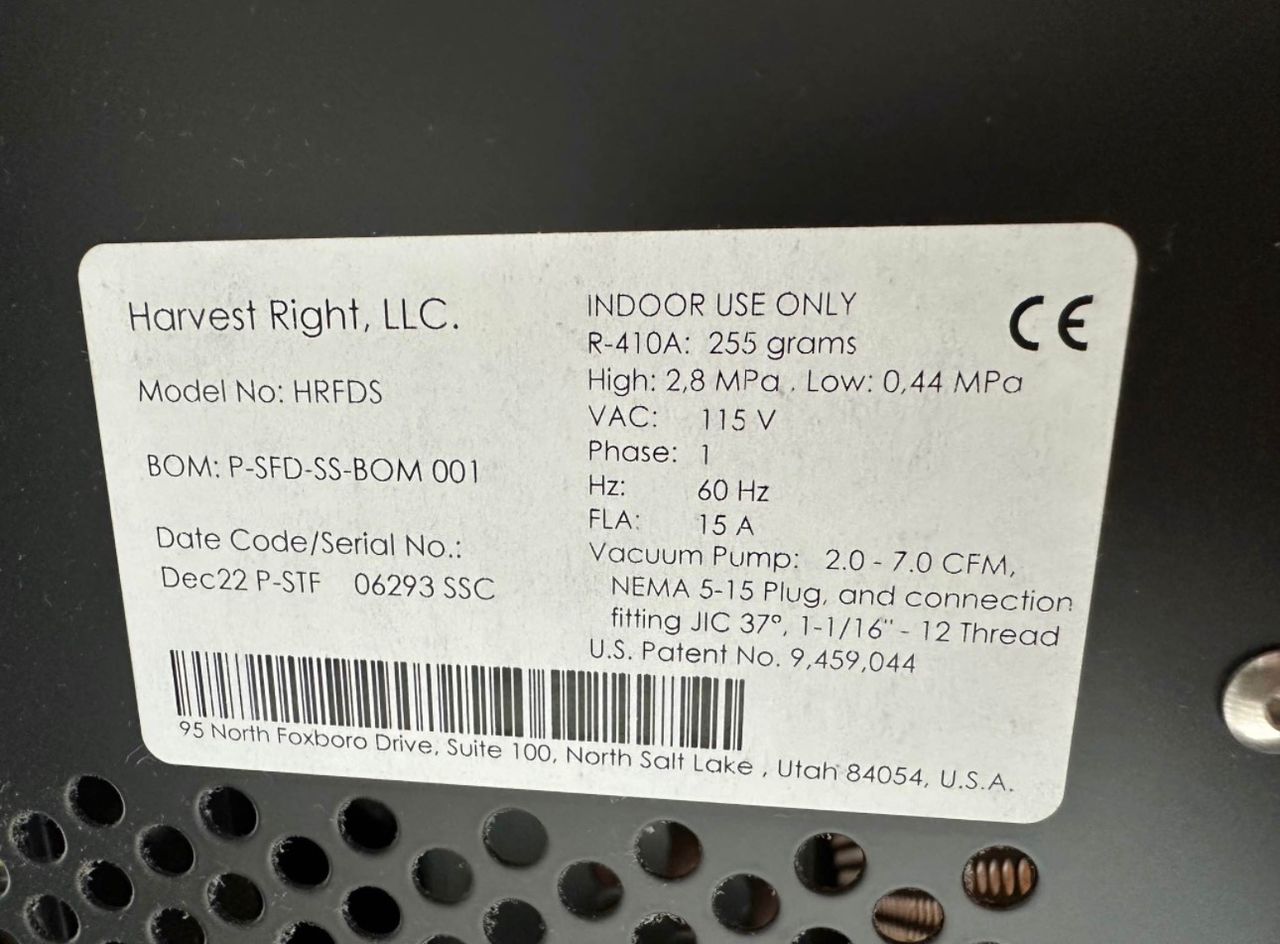 Harvest Right, LLC.
Model No: HRFDS
BOM: P-SFD-SS-BOM 001
Date Code/Serial No.:
Dec22 P-STF 06293 SSC
INDOOR USE ONLY
R-410A: 255 grams
High: 2,8 MPa . Low: 0,44 MPa
VAC: 115 V
Phase: 1
Hz: 60 Hz
FLA: 15 A
Vacuum Pump: 2.0 - 7.0 CFM,
NEMA 5-15 Plug, and connection
fitting JIC 37º, 1-1/16" - 12 Thread
U.S. Patent No. 9,459,044
CE
95 North Foxboro Drive, Suite 100, North Salt Lake , Utah 84054, U.S.A.